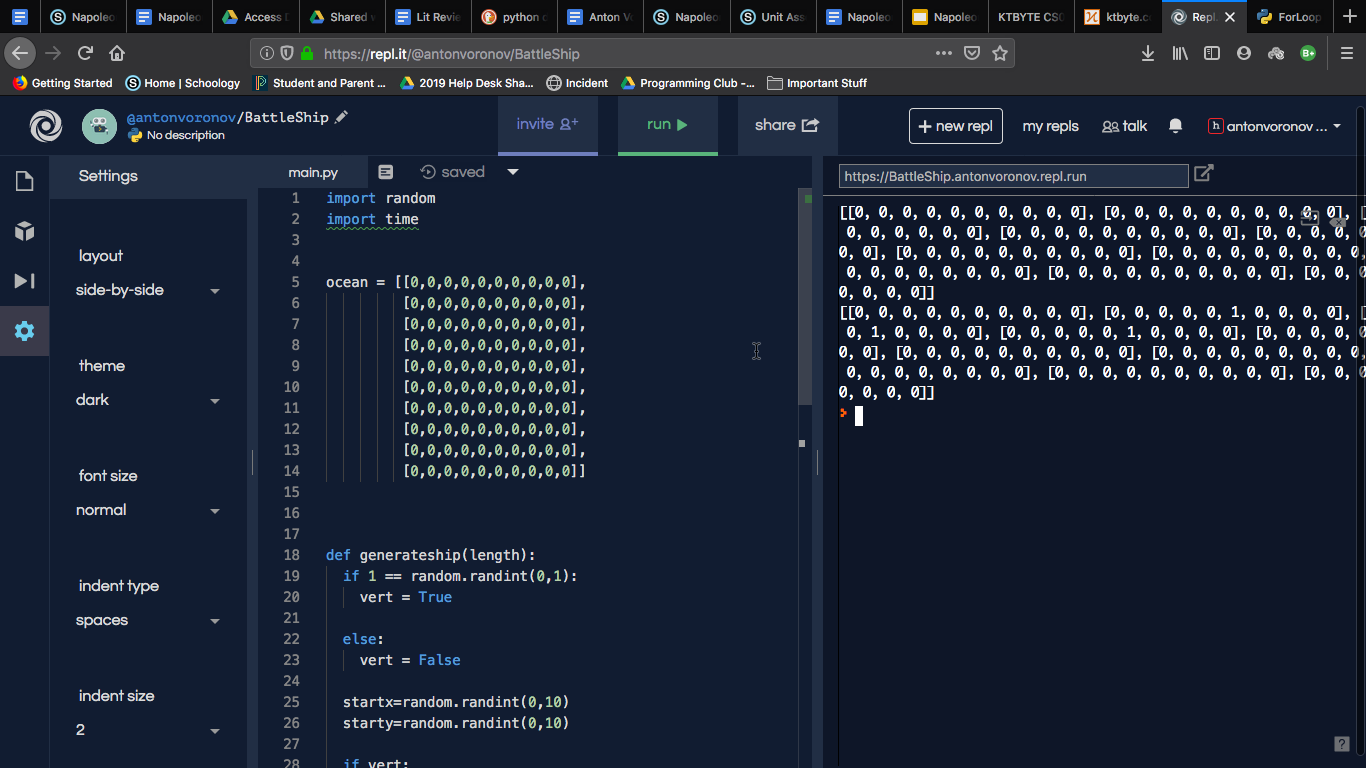 Napoleo
Napoleo
Access D
Shared w
Lit Revie
python c
Anton Vo
Napoleo
Unit Ass
Napoleo
Napoleo
KTBYTE CSC
ktbyte.co
Repl.
ForLoop
https://repl.it/@antonvoronov/BattleShip
Getting Started
Home | Schoology
Student and Parent ...
2019 Help Desk Sha...
Incident
Programming Club -...
Important Stuff
@antonvoronov/BattleShip
No description
invite
run
share
+ new repl
my repls
talk
h antonvoronov ...
Settings
layout
side-by-side
theme
dark
font size
normal
indent type
spaces
indent size
2
main.py
saved
1 import random
2 import time
3
4
5 ocean = [[0,0,0,0,0,0,0,0,0,0],
6 [0,0,0,0,0,0,0,0,0,0],
7 [0,0,0,0,0,0,0,0,0,0],
8 [0,0,0,0,0,0,0,0,0,0],
9 [0,0,0,0,0,0,0,0,0,0],
10 [0,0,0,0,0,0,0,0,0,0],
11 [0,0,0,0,0,0,0,0,0,0],
12 [0,0,0,0,0,0,0,0,0,0],
13 [0,0,0,0,0,0,0,0,0,0],
14 [0,0,0,0,0,0,0,0,0,0]]
15
16
17
18 def generateship(length):
19 if 1 == random.randint(0,1):
20 vert = True
21
22 else:
23 vert = False
24
25 startx=random.randint(0,10)
26 starty=random.randint(0,10)
27
28 if vert:
https://BattleShip.antonvoronov.repl.run
[[0, 0, 0, 0, 0, 0, 0, 0, 0, 0], [0, 0, 0, 0, 0, 0, 0, 0, 0, 0], [
0, 0, 0, 0, 0, 0], [0, 0, 0, 0, 0, 0, 0, 0, 0, 0], [0, 0, 0, 0, 0
0, 0], [0, 0, 0, 0, 0, 0, 0, 0, 0, 0], [0, 0, 0, 0, 0, 0, 0, 0, 0,
0, 0, 0, 0, 0, 0, 0, 0], [0, 0, 0, 0, 0, 0, 0, 0, 0, 0], [0, 0, 0
0, 0, 0, 0]]
[[0, 0, 0, 0, 0, 0, 0, 0, 0, 0], [0, 0, 0, 0, 0, 1, 0, 0, 0, 0], [
0, 1, 0, 0, 0, 0], [0, 0, 0, 0, 0, 1, 0, 0, 0, 0], [0, 0, 0, 0, 0
0, 0], [0, 0, 0, 0, 0, 0, 0, 0, 0, 0], [0, 0, 0, 0, 0, 0, 0, 0, 0,
0, 0, 0, 0, 0, 0, 0, 0], [0, 0, 0, 0, 0, 0, 0, 0, 0, 0], [0, 0, 0
0, 0, 0, 0]]